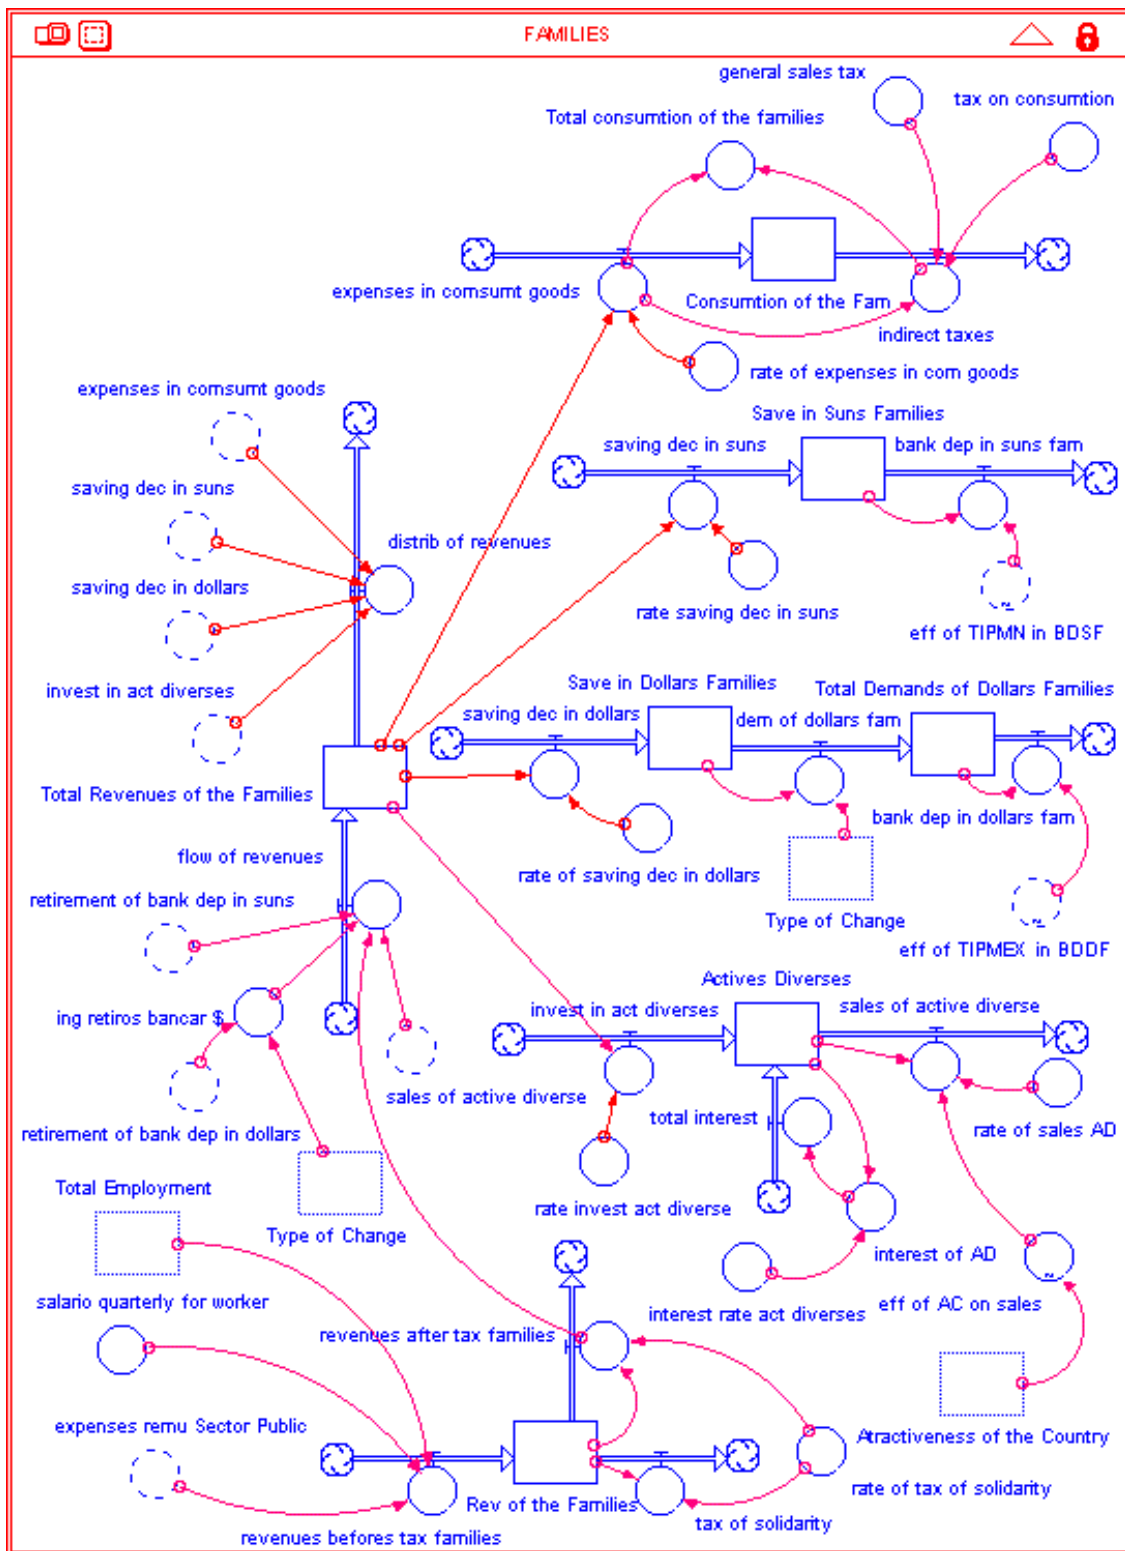 FAMILIES
general sales tax
tax on consumtion
Total consumtion of the families
expenses in comsumt goods
Consumtion of the Fam
indirect taxes
rate of expenses in com goods
expenses in comsumt goods
Save in Suns Families
saving dec in suns
bank dep in suns fam
saving dec in suns
distrib of revenues
saving dec in dollars
rate saving dec in suns
eff of TIPMN in BDSF
invest in act diverses
Save in Dollars Families
Total Demands of Dollars Families
saving dec in dollars
dem of dollars fam
Total Revenues of the Families
bank dep in dollars fam
flow of revenues
rate of saving dec in dollars
retirement of bank dep in suns
Type of Change
eff of TIPMEX in BDDF
Actives Diverses
invest in act diverses
sales of active diverse
ing retiros bancar $
sales of active diverse
total interest
rate of sales AD
retirement of bank dep in dollars
Total Employment
rate invest act diverse
Type of Change
interest of AD
salario quarterly for worker
interest rate act diverses
eff of AC on sales
revenues after tax families
expenses remu Sector Public
Atractiveness of the Country
rate of tax of solidarity
Rev of the Families
tax of solidarity
revenues befores tax families